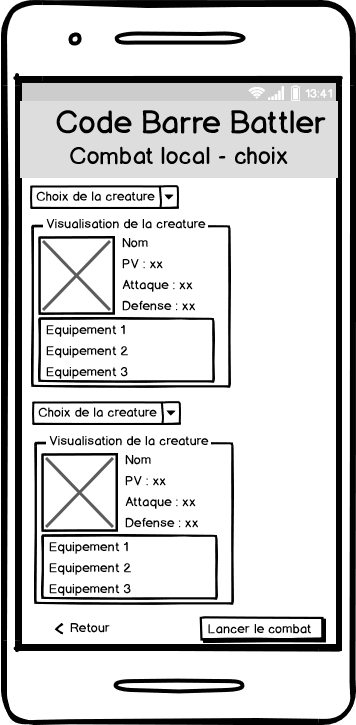 13:41
Code Barre Battler
Combat local - choix
Choix de la creature
Visualisation de la creature
Nom
PV : xx
Attaque : xx
Defense : xx
Equipement 1
Equipement 2
Equipement 3
Choix de la creature
Visualisation de la creature
Nom
PV : xx
Attaque : xx
Defense : xx
Equipement 1
Equipement 2
Equipement 3
Retour
Lancer le combat